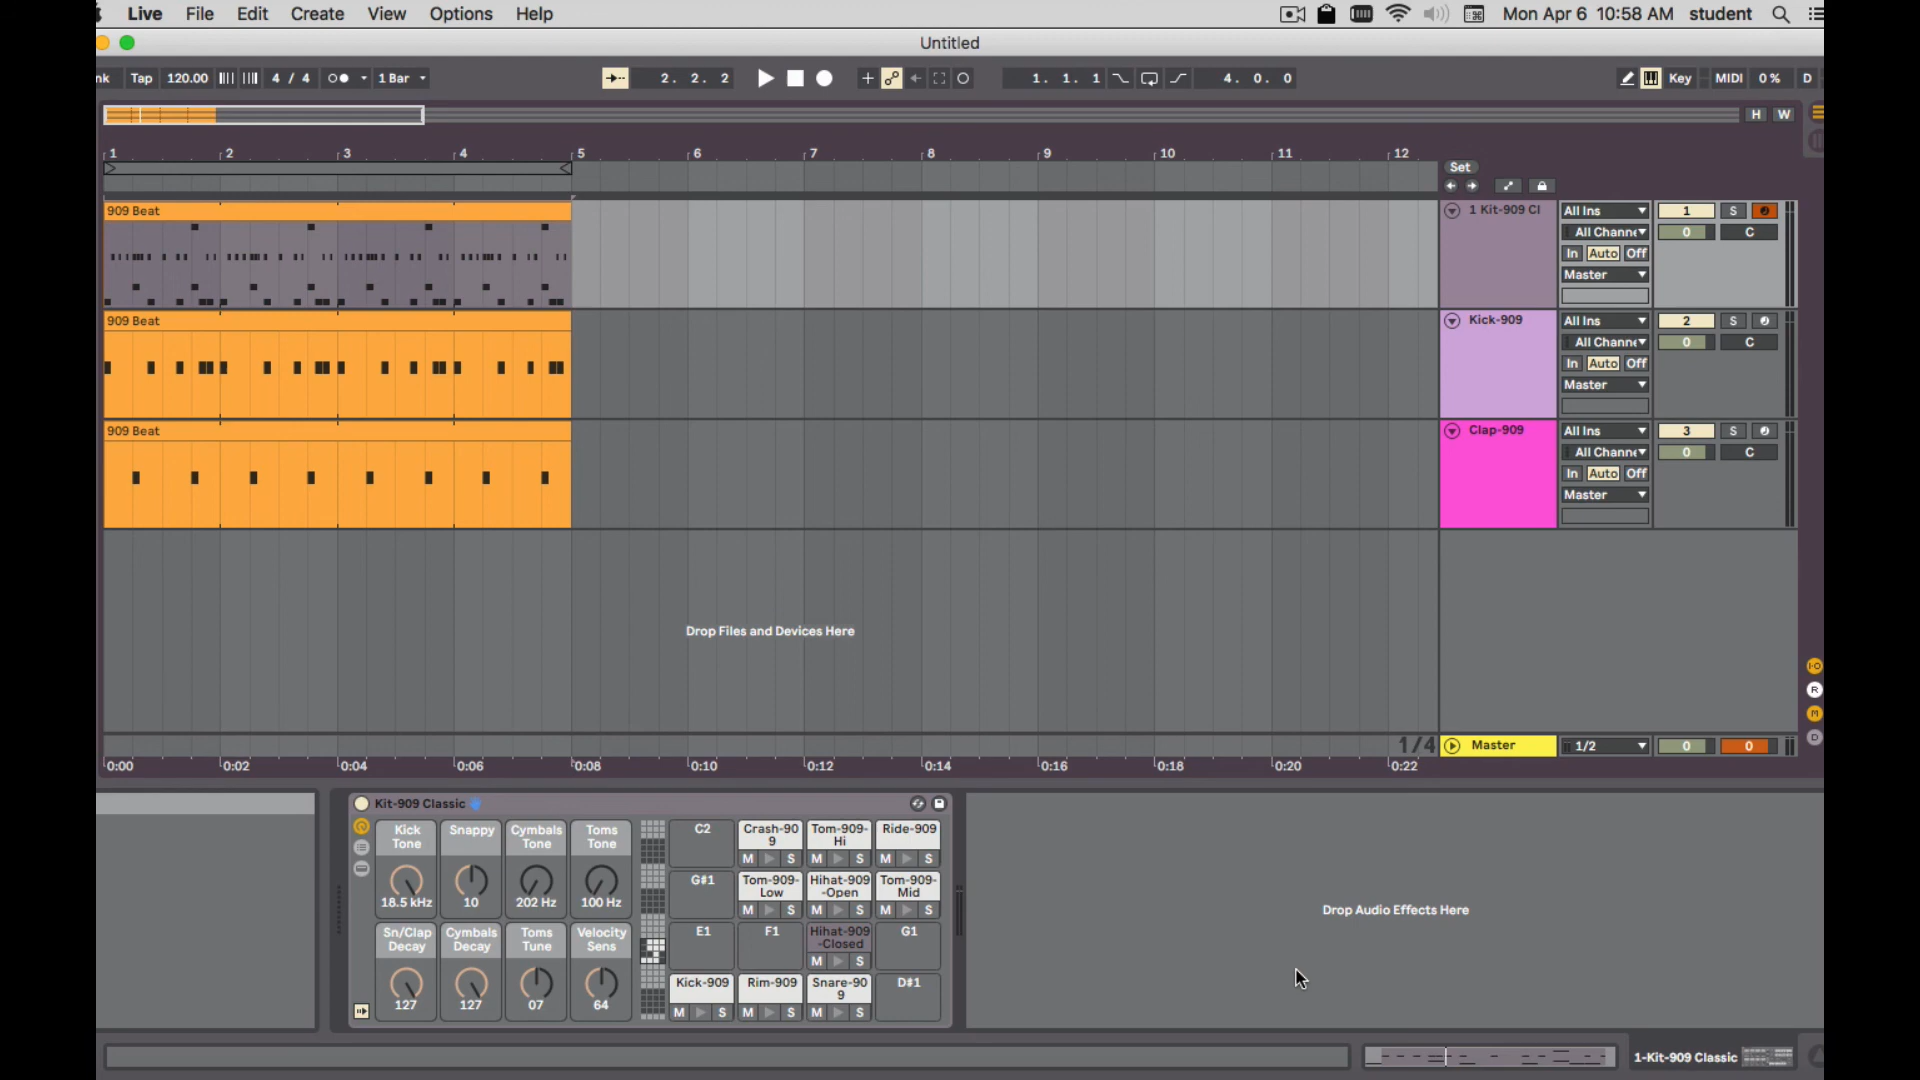 Live File Edit Create View Options Help Mon Apr 6 10:58 AM student
Untitled
nk Tap 120.00 4 / 4 1 Bar 2. 2. 2 1. 1. 1 4. 0. 0 Key MIDI 0 % D
H W
1 2 3 4 5 6 7 8 9 10 11 12
Set
909 Beat 1 Kit-909 Cl All Ins 1 S
All Channe 0 C
In Auto Off
Master
909 Beat Kick-909 All Ins 2 S
All Channe 0 C
In Auto Off
Master
909 Beat Clap-909 All Ins 3 S
All Channe 0 C
In Auto Off
Master
Drop Files and Devices Here
I·O
R
M
D
1/4 Master 1/2 0 0
0:00 0:02 0:04 0:06 0:08 0:10 0:12 0:14 0:16 0:18 0:20 0:22
Kit-909 Classic
Kick Snappy Cymbals Toms
Tone Tone Tone
18.5 kHz 10 202 Hz 100 Hz
Sn/Clap Cymbals Toms Velocity
Decay Decay Tune Sens
127 127 07 64
C2 Crash-90 Tom-909- Ride-909
9 Hi
M S M S M S
G#1 Tom-909- Hihat-909 Tom-909-
Low -Open Mid
M S M S M S
E1 F1 Hihat-909 G1
-Closed
M S
Kick-909 Rim-909 Snare-90 D#1
9
M S M S M S
Drop Audio Effects Here
1-Kit-909 Classic